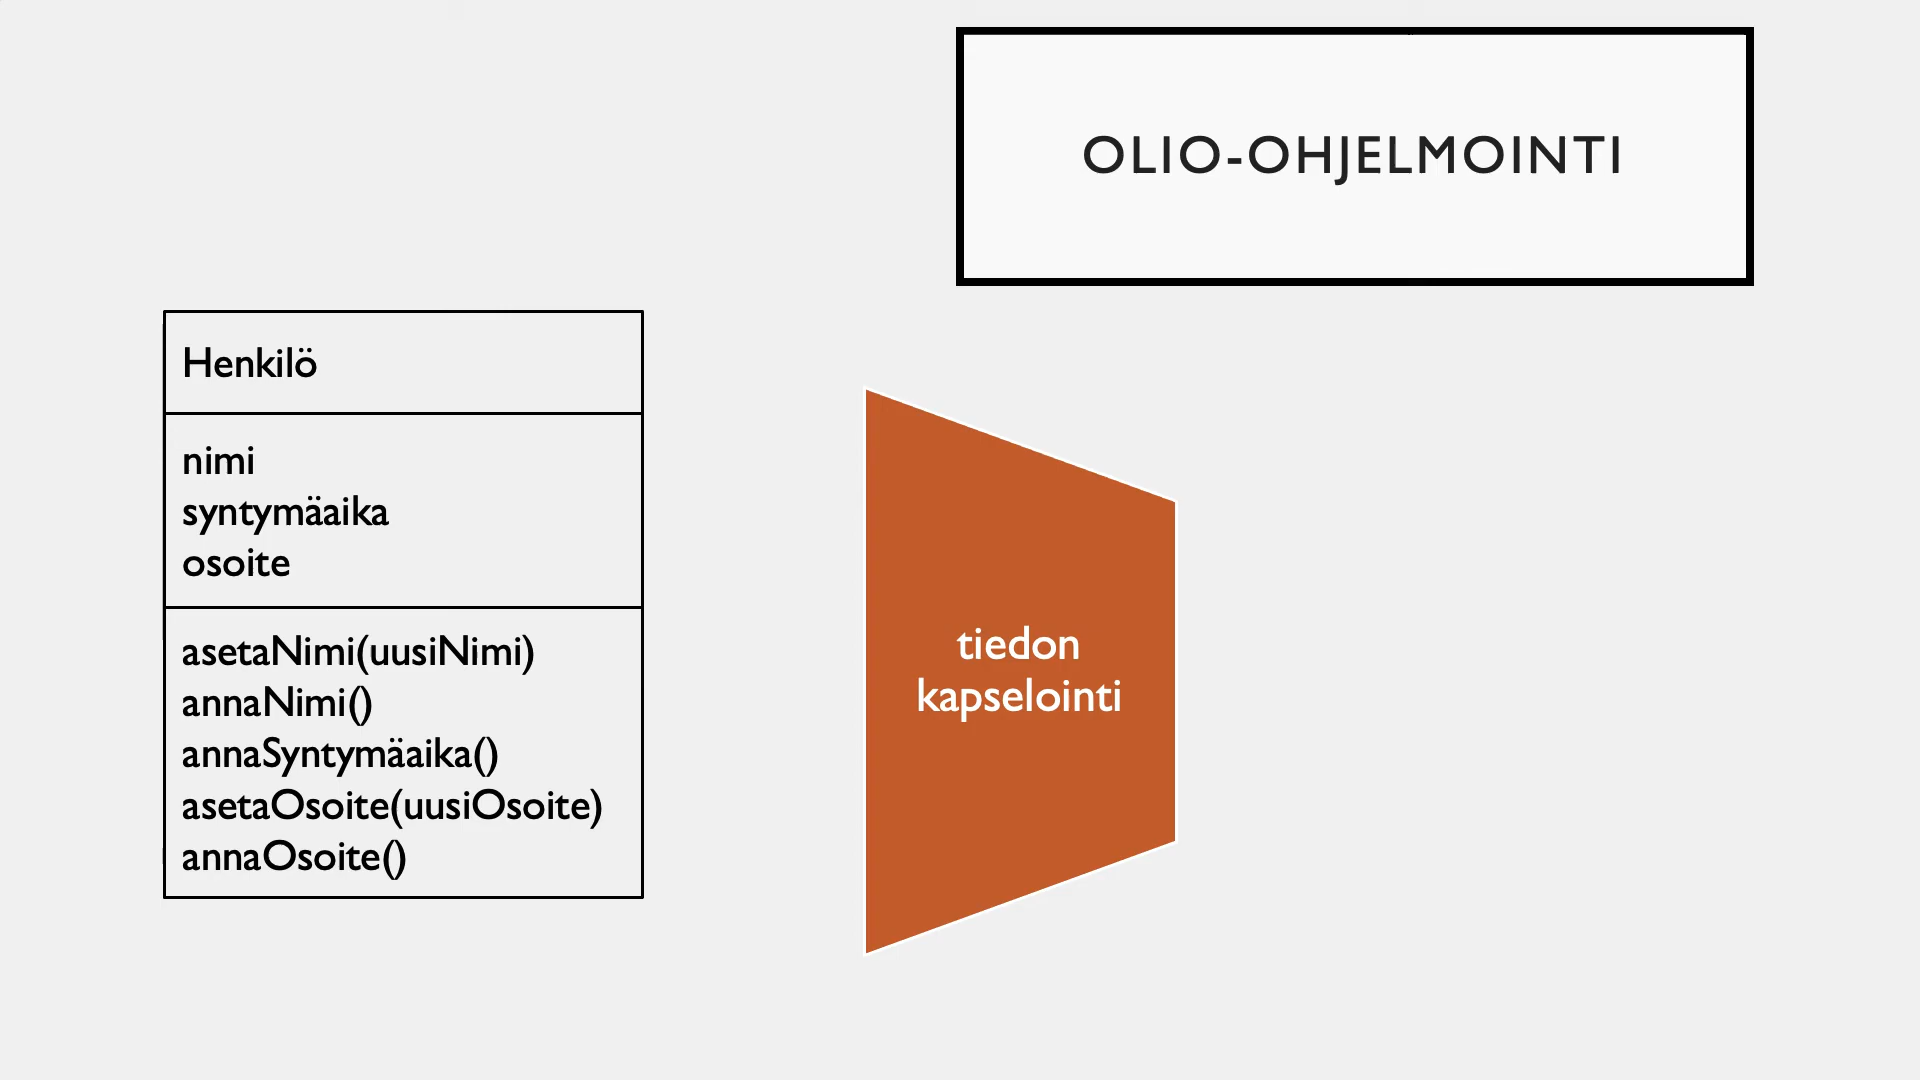 OLIO-OHJELMOINTI
Henkilö
nimi
syntymäaika
osoite
asetaNimi(uusiNimi)
annaNimi()
annaSyntymäaika()
asetaOsoite(uusiOsoite)
annaOsoite()
tiedon
kapselointi